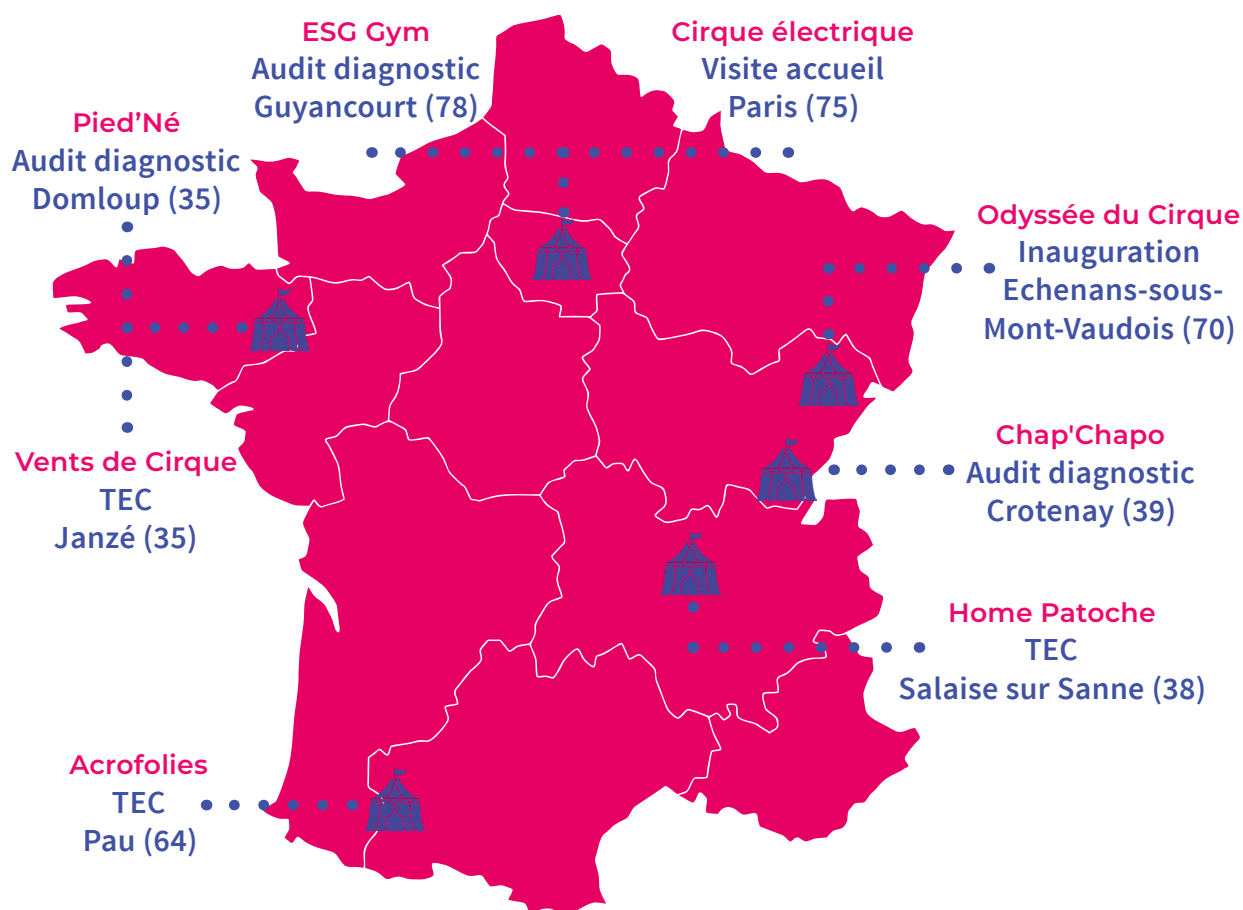 ESG Gym
Audit diagnostic
Guyancourt (78)
Cirque électrique
Visite accueil
Paris (75)
Pied’Né
Audit diagnostic
Domloup (35)
Odyssée du Cirque
Inauguration
Echenans-sous-
Mont-Vaudois (70)
Vents de Cirque
TEC
Janzé (35)
Chap'Chapo
Audit diagnostic
Crotenay (39)
Home Patoche
TEC
Salaise sur Sanne (38)
Acrofolies
TEC
Pau (64)